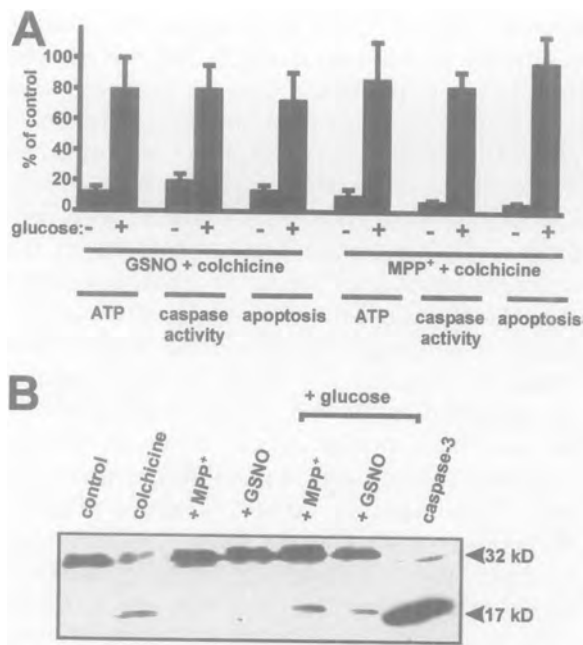 A
% of control
100
80
60
40
20
0
glucose: - + - + - + - + - + - +
GSNO + colchicine MPP+ + colchicine
ATP caspase activity apoptosis ATP caspase activity apoptosis
B
+ glucose
control colchicine + MPP+ + GSNO + MPP+ + GSNO caspase-3
32 kD
17 kD